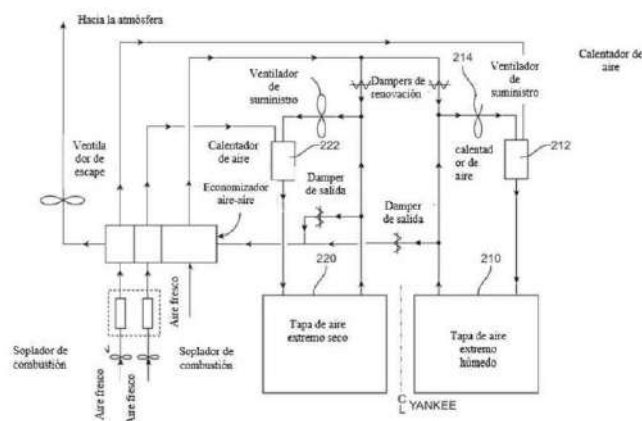 Hacia la atmósfera
Ventila
dor de
escape
Ventilador
de
suministro
Dampers de
renovación
214
Ventilador
de
suministro
Calentador de
aire
Calentador
de aire
222
calentad
or de
aire
212
Economizador
aire-aire
Damper
de salida
Damper
de salida
220
210
Aire fresco
Tapa de aire
extremo seco
Tapa de aire
extremo
húmedo
Soplador de
combustión
Soplador de
combustión
Aire fresco
Aire fresco
C
L YANKEE